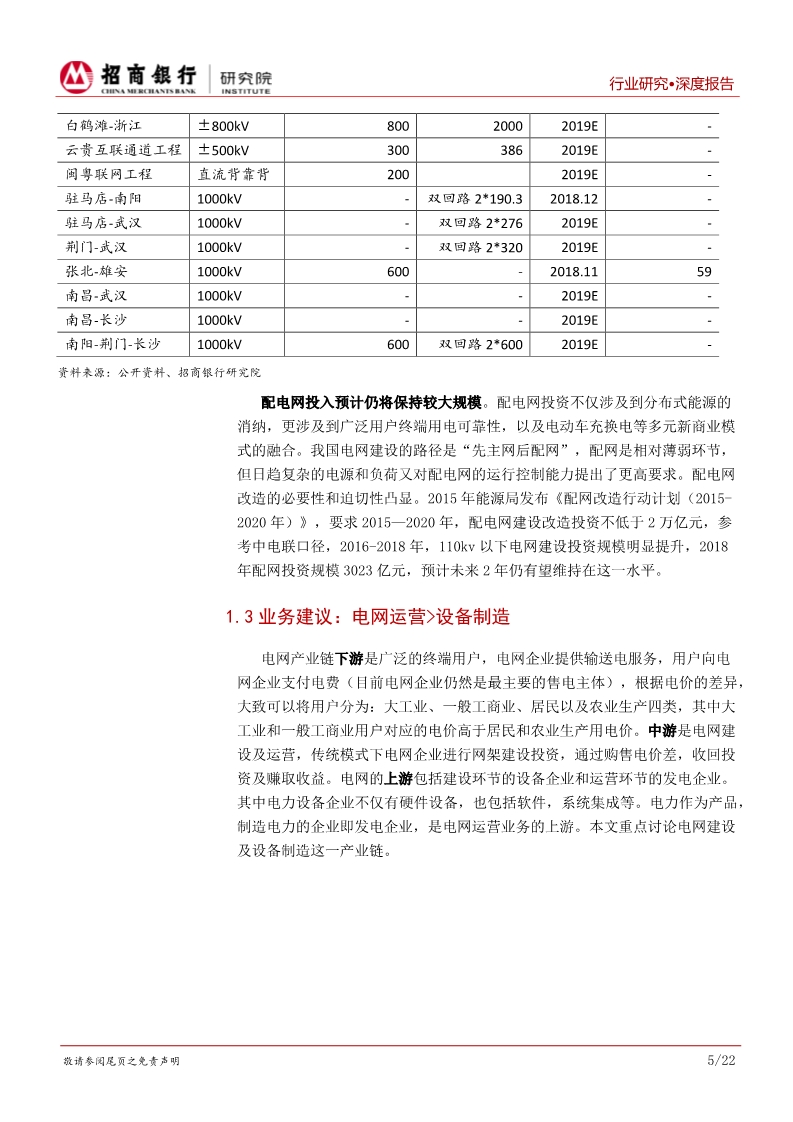 招商银行 研究院
CHINA MERCHANTS BANK INSTITUTE
行业研究•深度报告
白鹤滩-浙江 ±800kV 800 2000 2019E -
云贵互联通道工程 ±500kV 300 386 2019E -
闽粤联网工程 直流背靠背 200 2019E -
驻马店-南阳 1000kV - 双回路 2*190.3 2018.12 -
驻马店-武汉 1000kV - 双回路 2*276 2019E -
荆门-武汉 1000kV - 双回路 2*320 2019E -
张北-雄安 1000kV 600 - 2018.11 59
南昌-武汉 1000kV - - 2019E -
南昌-长沙 1000kV - - 2019E -
南阳-荆门-长沙 1000kV 600 双回路 2*600 2019E -
资料来源：公开资料、招商银行研究院
配电网投入预计仍将保持较大规模。配电网投资不仅涉及到分布式能源的
消纳，更涉及到广泛用户终端用电可靠性，以及电动车充换电等多元新商业模
式的融合。我国电网建设的路径是“先主网后配网”，配网是相对薄弱环节，
但日趋复杂的电源和负荷又对配电网的运行控制能力提出了更高要求。配电网
改造的必要性和迫切性凸显。2015 年能源局发布《配网改造行动计划（2015-
2020 年）》，要求 2015—2020 年，配电网建设改造投资不低于 2 万亿元，参
考中电联口径，2016-2018 年，110kv 以下电网建设投资规模明显提升，2018
年配网投资规模 3023 亿元，预计未来 2 年仍有望维持在这一水平。
1.3 业务建议：电网运营>设备制造
电网产业链下游是广泛的终端用户，电网企业提供输送电服务，用户向电
网企业支付电费（目前电网企业仍然是最主要的售电主体），根据电价的差异，
大致可以将用户分为：大工业、一般工商业、居民以及农业生产四类，其中大
工业和一般工商业用户对应的电价高于居民和农业生产用电价。中游是电网建
设及运营，传统模式下电网企业进行网架建设投资，通过购售电价差，收回投
资及赚取收益。电网的上游包括建设环节的设备企业和运营环节的发电企业。
其中电力设备企业不仅有硬件设备，也包括软件，系统集成等。电力作为产品，
制造电力的企业即发电企业，是电网运营业务的上游。本文重点讨论电网建设
及设备制造这一产业链。
敬请参阅尾页之免责声明 5/22